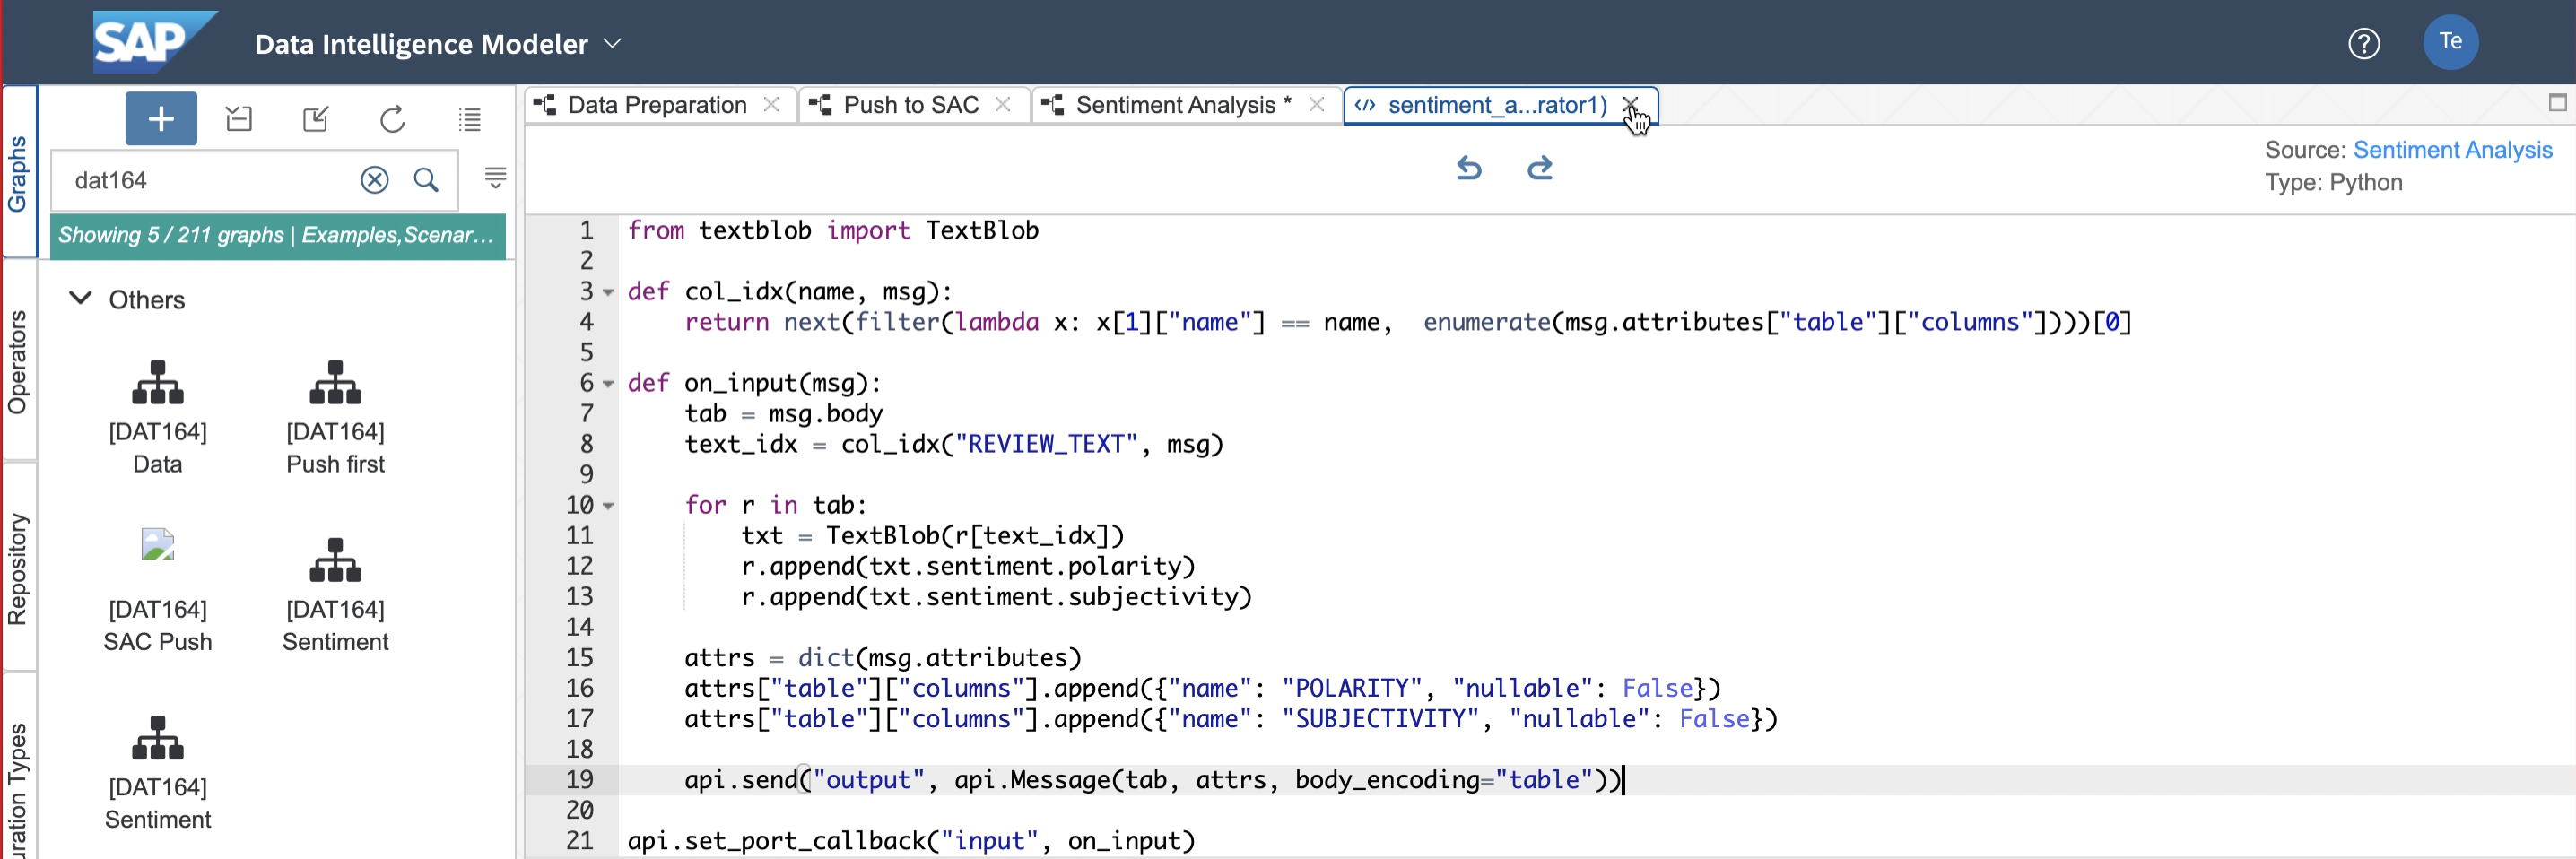 SAP
Data Intelligence Modeler
Te
Graphs
Operators
Repository
uration Types
dat164
Showing 5 / 211 graphs | Examples,Scenar...
Others
[DAT164]
Data
[DAT164]
Push first
[DAT164]
SAC Push
[DAT164]
Sentiment
[DAT164]
Sentiment
Data Preparation
Push to SAC
Sentiment Analysis *
sentiment_a...rator1)
Source: Sentiment Analysis
Type: Python
1 from textblob import TextBlob
2
3 def col_idx(name, msg):
4     return next(filter(lambda x: x[1]["name"] == name,  enumerate(msg.attributes["table"]["columns"])))[0]
5
6 def on_input(msg):
7     tab = msg.body
8     text_idx = col_idx("REVIEW_TEXT", msg)
9
10     for r in tab:
11         txt = TextBlob(r[text_idx])
12         r.append(txt.sentiment.polarity)
13         r.append(txt.sentiment.subjectivity)
14
15     attrs = dict(msg.attributes)
16     attrs["table"]["columns"].append({"name": "POLARITY", "nullable": False})
17     attrs["table"]["columns"].append({"name": "SUBJECTIVITY", "nullable": False})
18
19     api.send("output", api.Message(tab, attrs, body_encoding="table"))
20
21 api.set_port_callback("input", on_input)